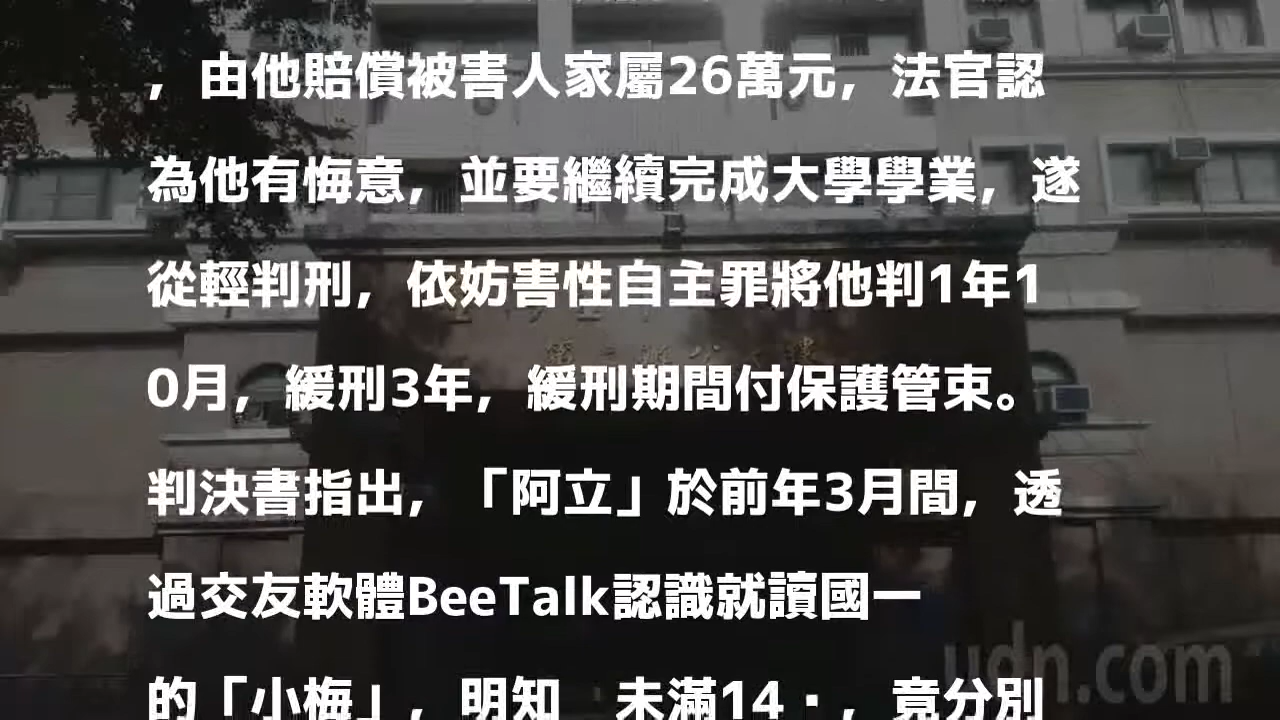 ，由他賠償被害人家屬26萬元，法官認
為他有悔意，並要繼續完成大學學業，遂
從輕判刑，依妨害性自主罪將他判1年1
0月，緩刑3年，緩刑期間付保護管束。
判決書指出，「阿立」於前年3月間，透
過交友軟體BeeTalk認識就讀國一
的「小梅」，明知　未滿14・，竟分別
udn.com